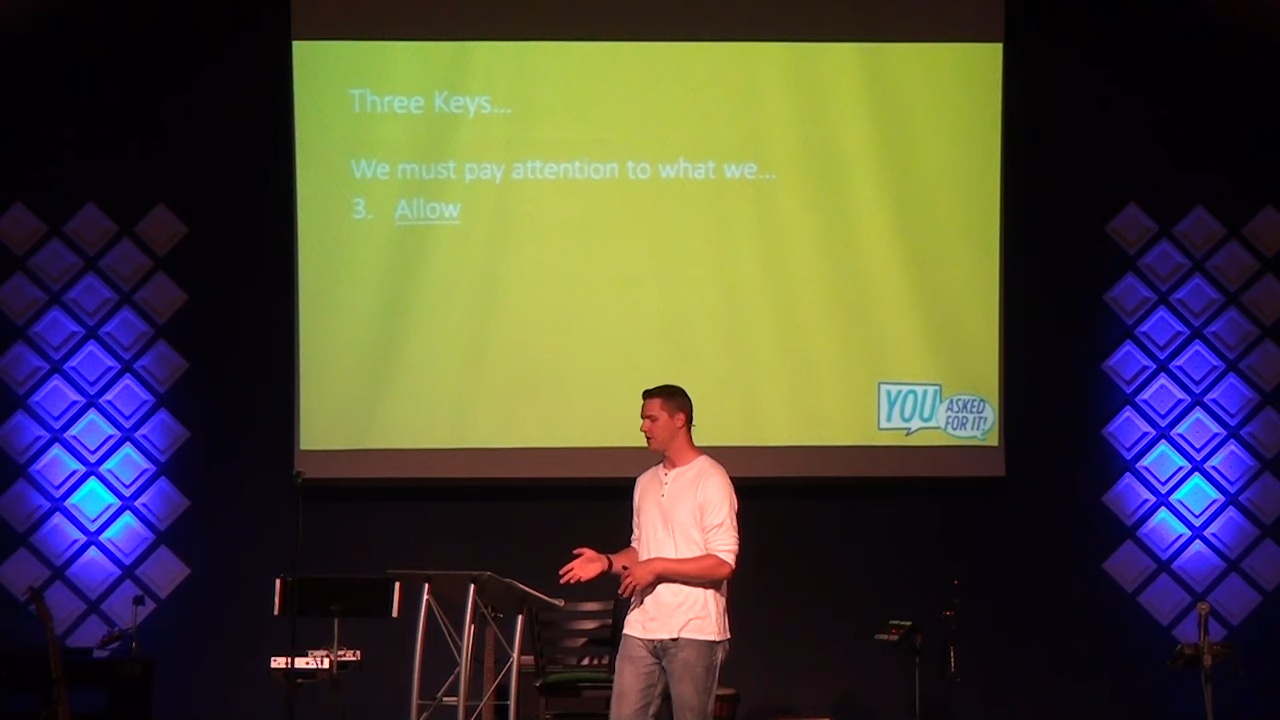 Three Keys...
We must pay attention to what we...
3. Allow
YOU
ASKED
FOR IT!